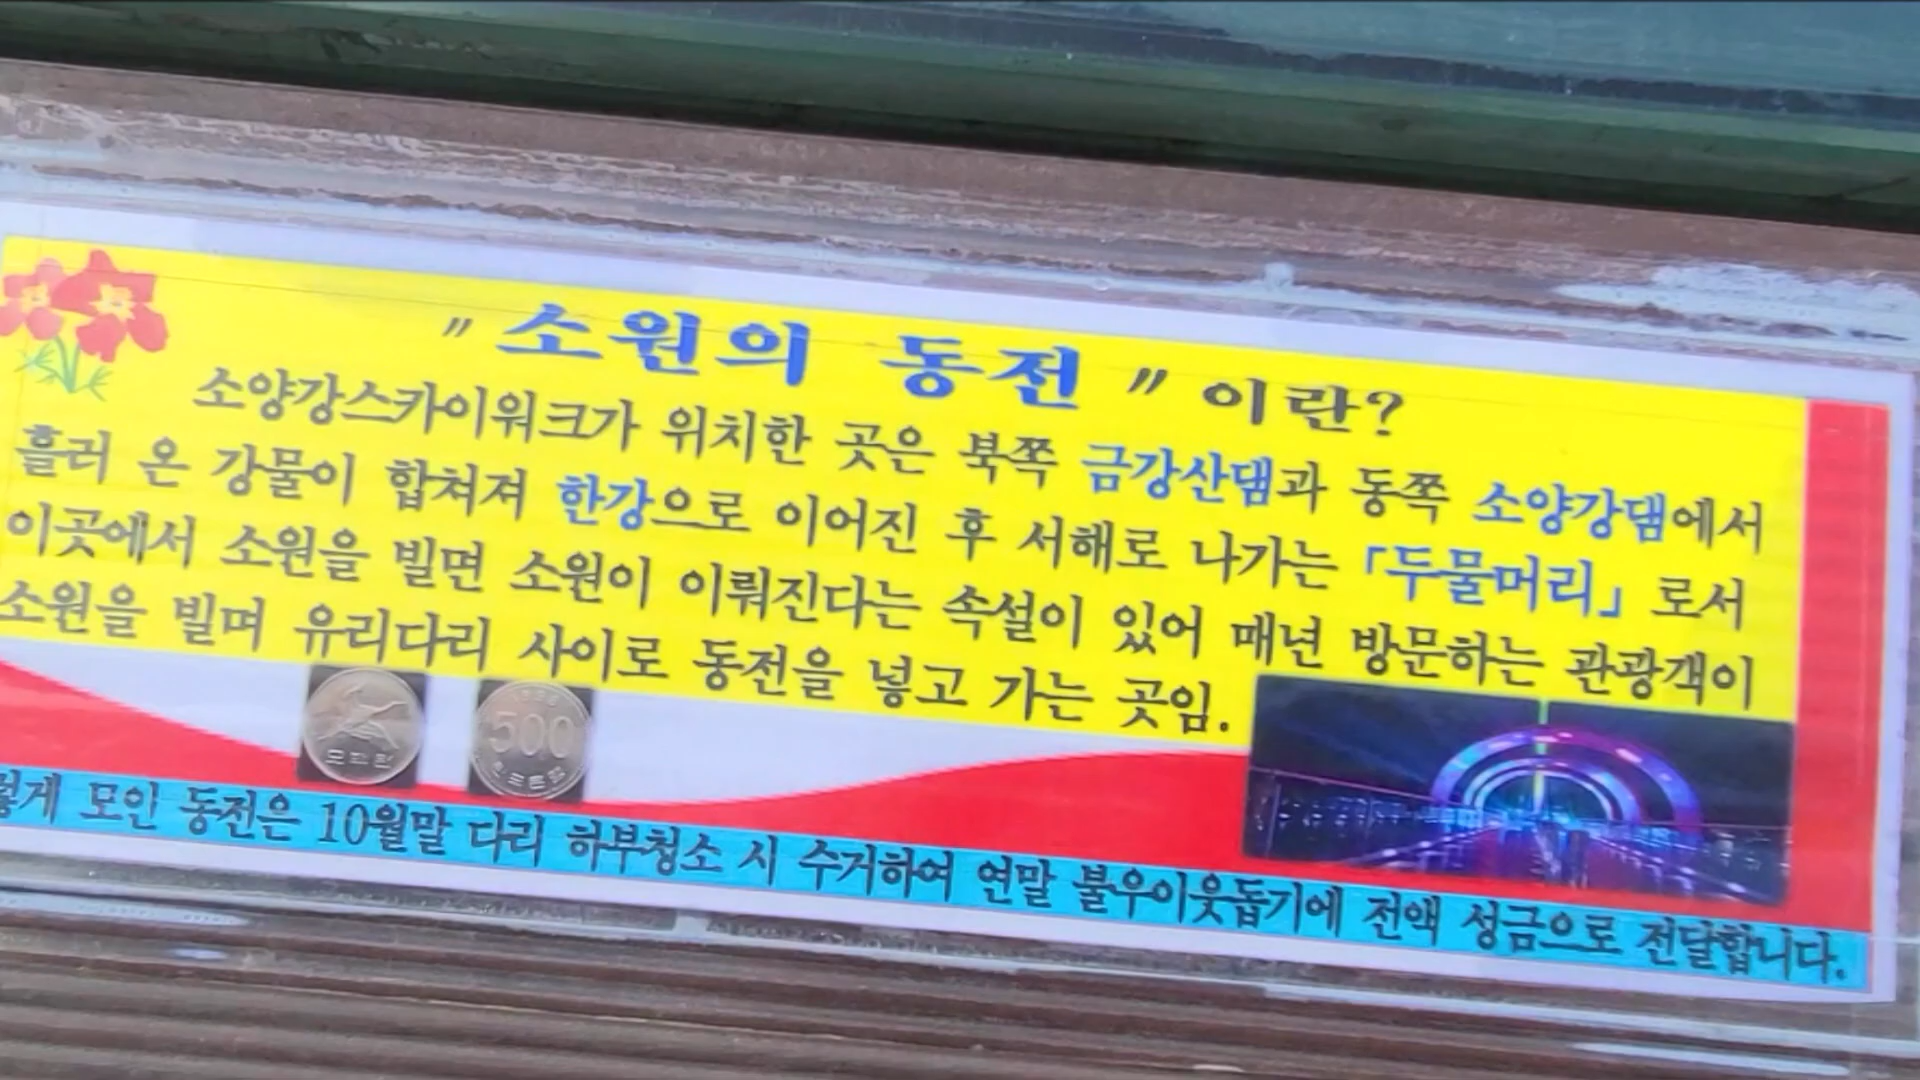 "소원의 동전" 이란?
소양강스카이워크가 위치한 곳은 북쪽 금강산댐과 동쪽 소양강댐에서
흘러 온 강물이 합쳐져 한강으로 이어진 후 서해로 나가는 「두물머리」로서
이곳에서 소원을 빌면 소원이 이뤄진다는 속설이 있어 매년 방문하는 관광객이
소원을 빌며 유리다리 사이로 동전을 넣고 가는 곳임.
오백원
500
한국은행
모인 동전은 10월말 다리 하부청소 시 수거하여 연말 불우이웃돕기에 전액 성금으로 전달합니다.